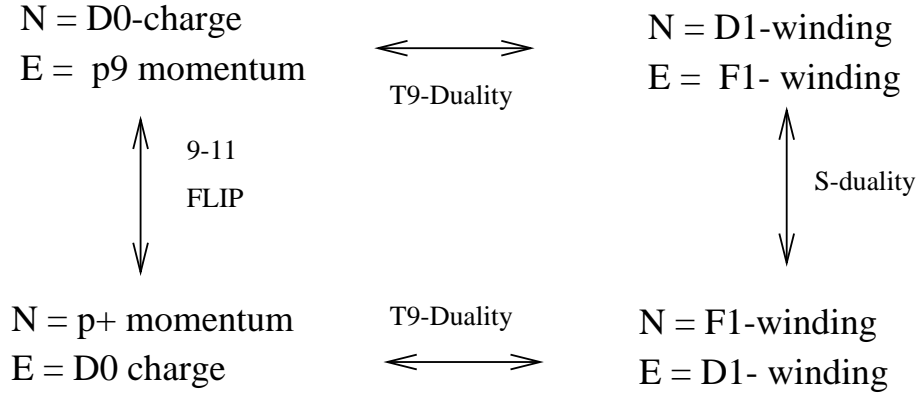 N = D0-charge
E = p9 momentum
T9-Duality
N = D1-winding
E = F1- winding
9-11
FLIP
S-duality
N = p+ momentum
E = D0 charge
T9-Duality
N = F1-winding
E = D1- winding